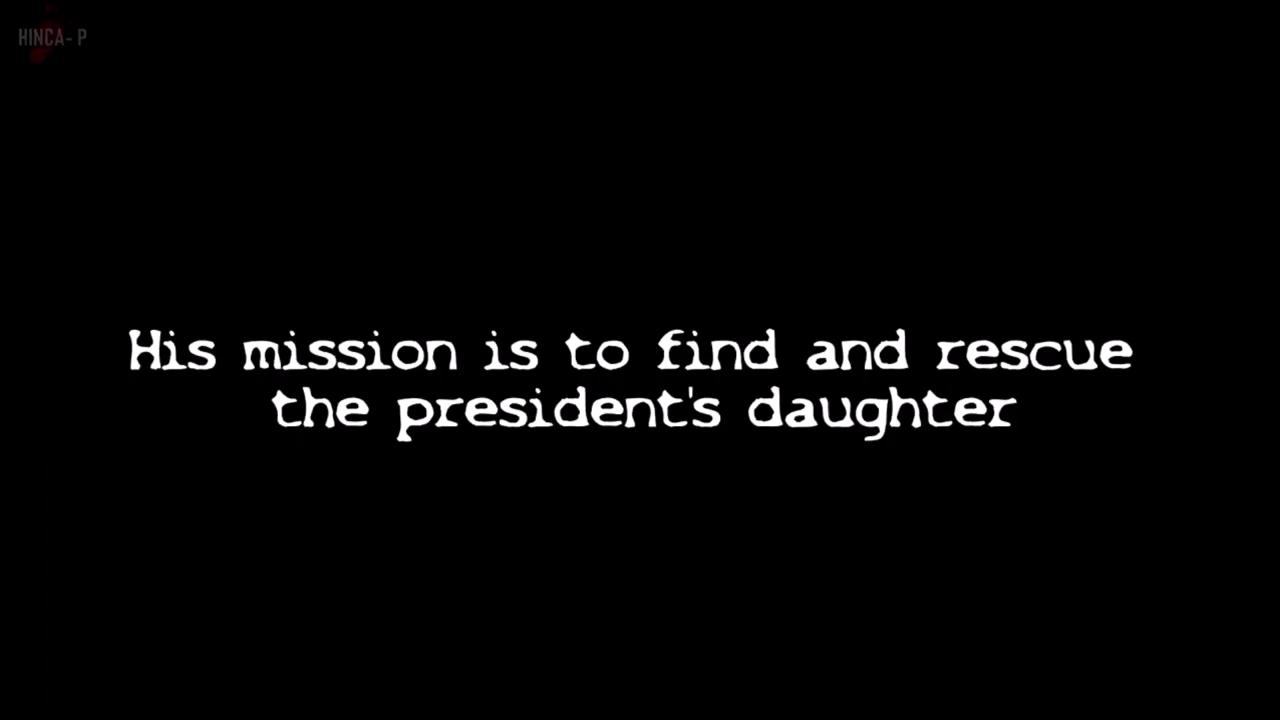 HINCA-P
His mission is to find and rescue
the president's daughter